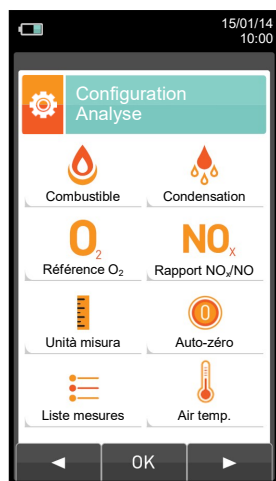 15/01/14
10:00
Configuration
Analyse
Combustible
Condensation
O2
NOX
Référence O2
Rapport NOx/NO
0
Unità misura
Auto-zéro
Liste mesures
Air temp.
OK